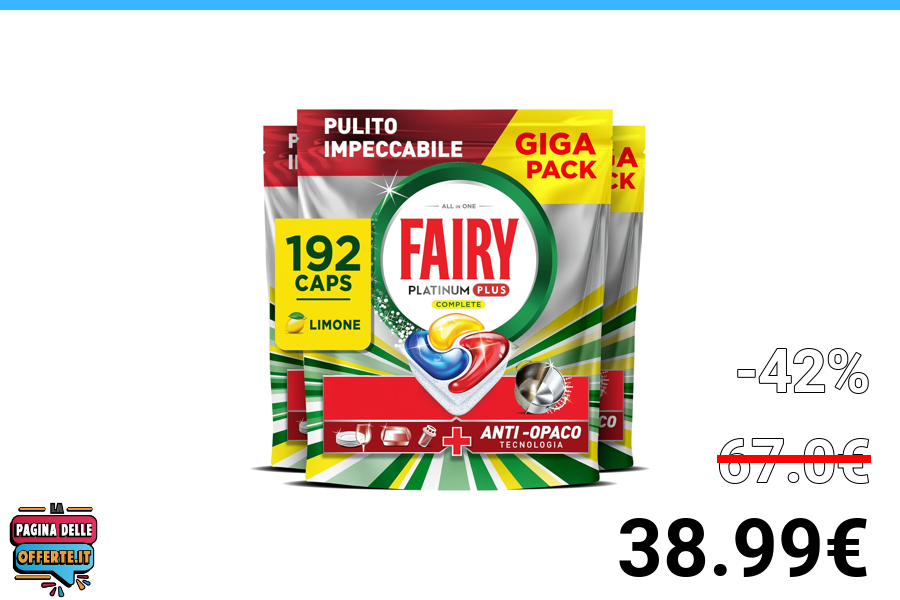 PULITO
IMPECCABILE
GIGA
PACK
ALL in ONE
FAIRY
PLATINUM PLUS
COMPLETE
192
CAPS
LIMONE
ANTI-OPACO
TECNOLOGIA
-42%
67.0€
38.99€
LA
PAGINA DELLE
OFFERTE.IT